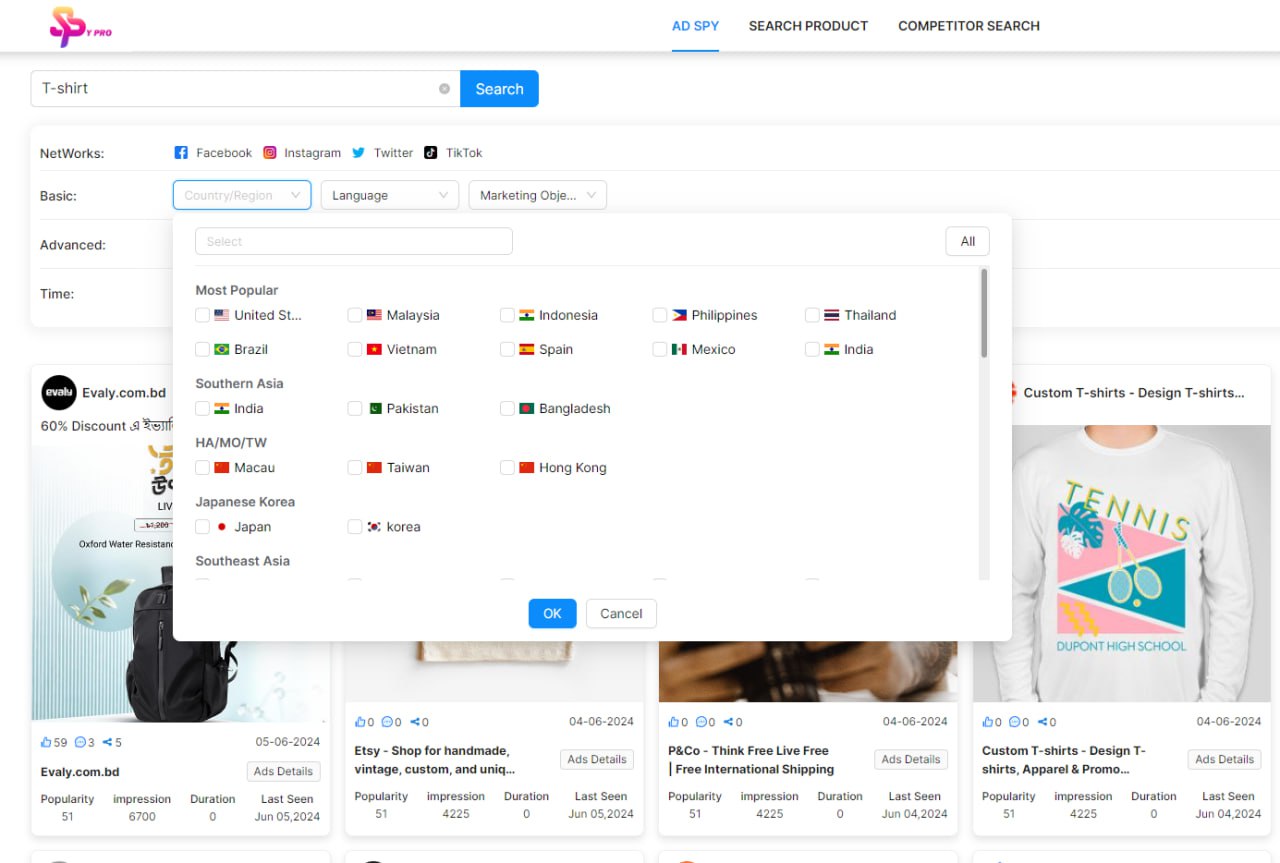 SPY PRO
AD SPY
SEARCH PRODUCT
COMPETITOR SEARCH
T-shirt
Search
NetWorks:
Facebook
Instagram
Twitter
TikTok
Basic:
Country/Region
Language
Marketing Obje...
Advanced:
Time:
Select
All
Most Popular
United St...
Malaysia
Indonesia
Philippines
Thailand
Brazil
Vietnam
Spain
Mexico
India
Southern Asia
India
Pakistan
Bangladesh
HA/MO/TW
Macau
Taiwan
Hong Kong
Japanese Korea
Japan
korea
Southeast Asia
OK
Cancel
evaly
Evaly.com.bd
60% Discount এ
LIV
Oxford Water Resistanc
59 3 5
05-06-2024
Evaly.com.bd
Ads Details
Popularity impression Duration Last Seen
51 6700 0 Jun 05,2024
0 0 0
04-06-2024
Etsy - Shop for handmade,
vintage, custom, and uniq...
Ads Details
Popularity impression Duration Last Seen
51 4225 0 Jun 05,2024
0 0 0
04-06-2024
P&Co - Think Free Live Free
| Free International Shipping
Ads Details
Popularity impression Duration Last Seen
51 4225 0 Jun 04,2024
Custom T-shirts - Design T-shirts...
TENNIS
DUPONT HIGH SCHOOL
0 0 0
04-06-2024
Custom T-shirts - Design T-
shirts, Apparel & Promo...
Ads Details
Popularity impression Duration Last Seen
51 4225 0 Jun 04,2024